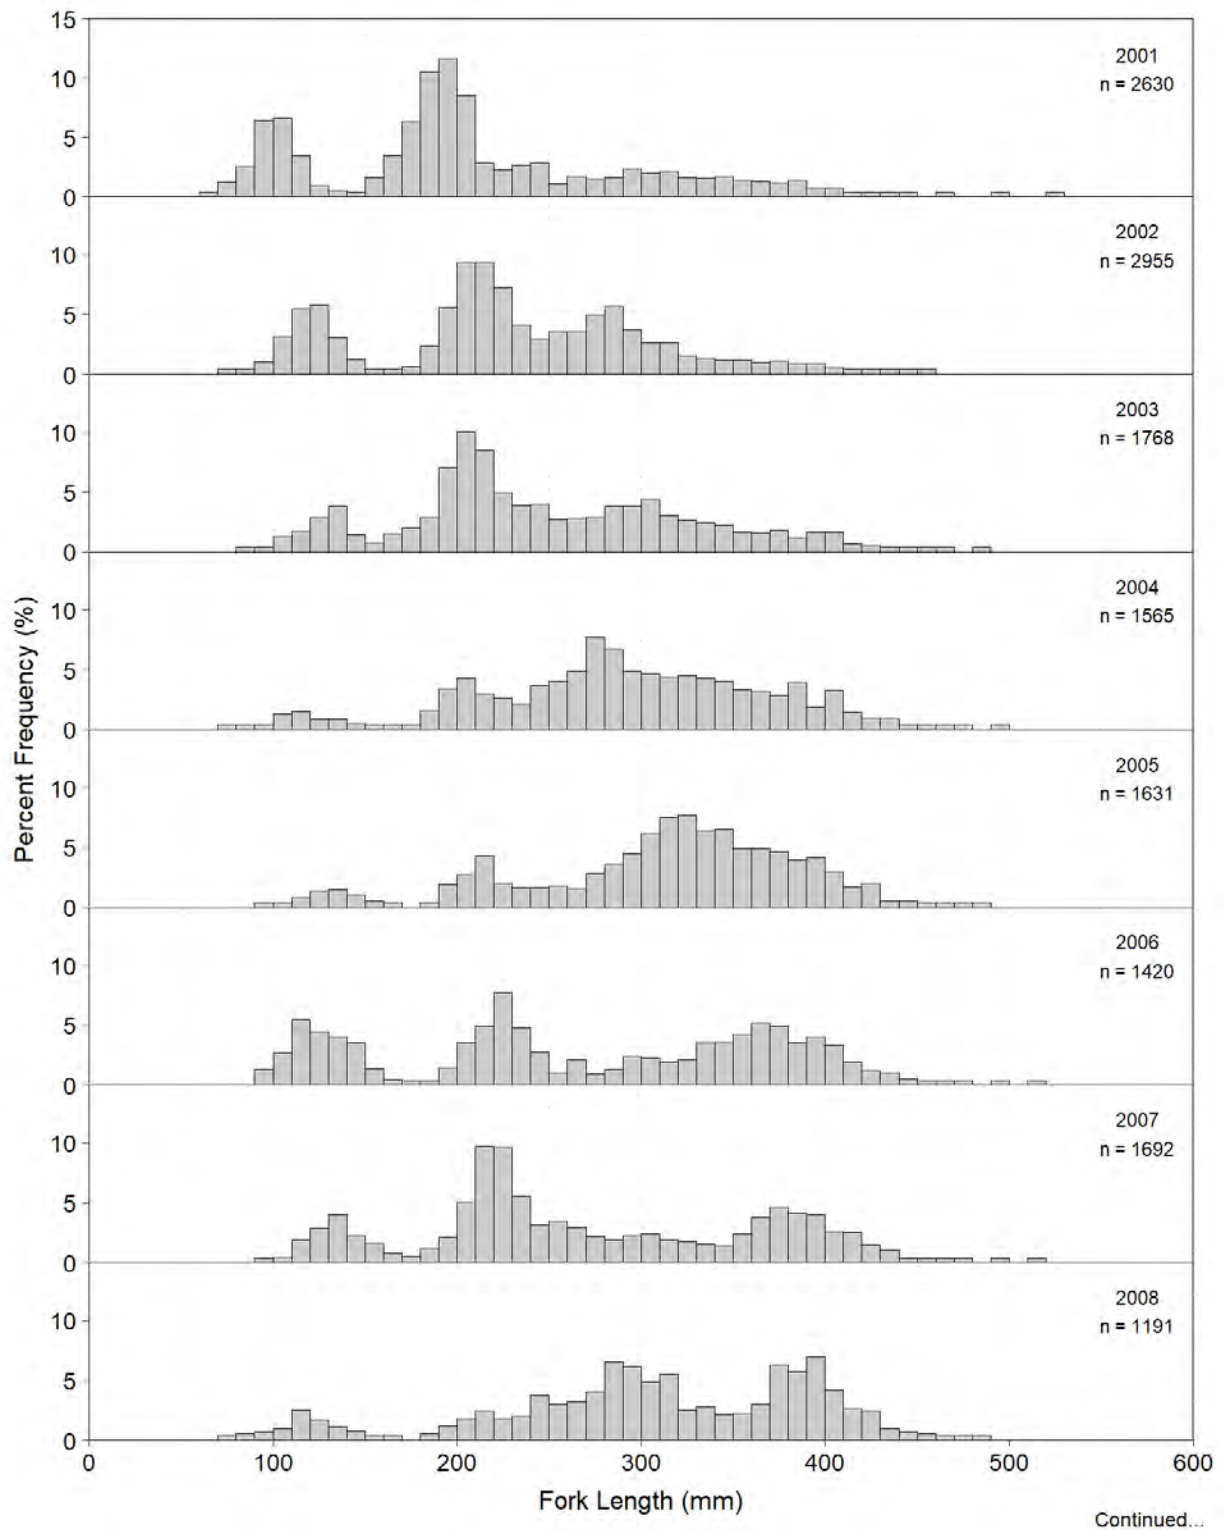 15
10
5
0
2001
n = 2630
10
5
0
2002
n = 2955
10
5
0
2003
n = 1768
10
5
0
2004
n = 1565
10
5
0
2005
n = 1631
10
5
0
2006
n = 1420
10
5
0
2007
n = 1692
10
5
0
2008
n = 1191
Percent Frequency (%)
0 100 200 300 400 500 600
Fork Length (mm)
Continued...